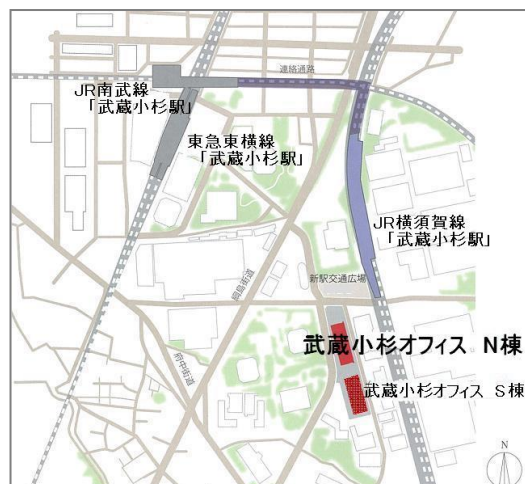 連絡通路
JR南武線
「武蔵小杉駅」
東急東横線
「武蔵小杉駅」
JR横須賀線
「武蔵小杉駅」
新駅交通広場
綱島街道
府中街道
武蔵小杉オフィス N棟
武蔵小杉オフィス S棟
N